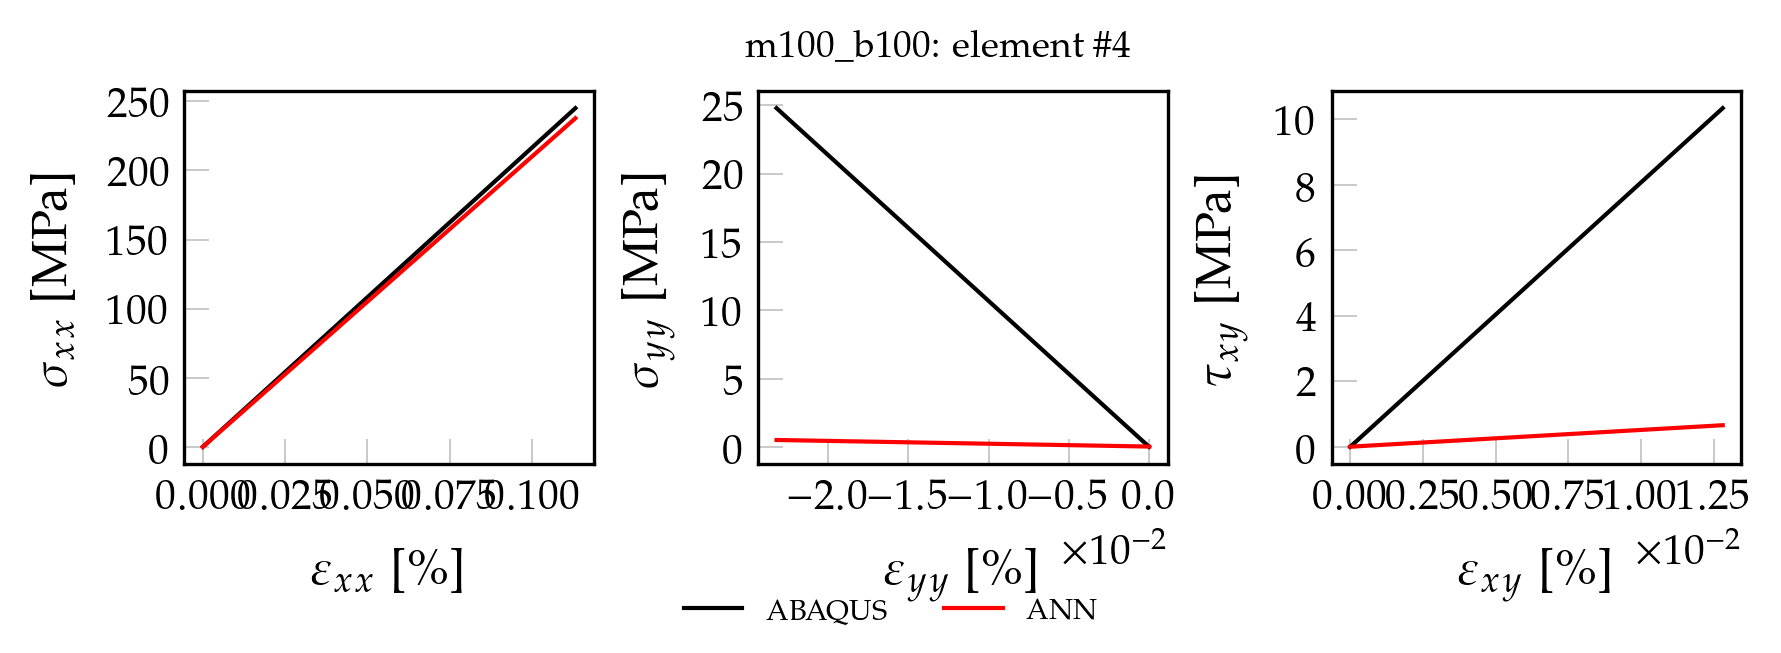 m100_b100: element #4
250
200
150
100
50
0
σxx [MPa]
0.000 0.025 0.050 0.075 0.100
εxx [%]
25
20
15
10
5
0
σyy [MPa]
−2.0 −1.5 −1.0 −0.5 0.0
×10−2
εyy [%]
10
8
6
4
2
0
τxy [MPa]
0.00 0.25 0.50 0.75 1.00 1.25
×10−2
εxy [%]
ABAQUS ANN